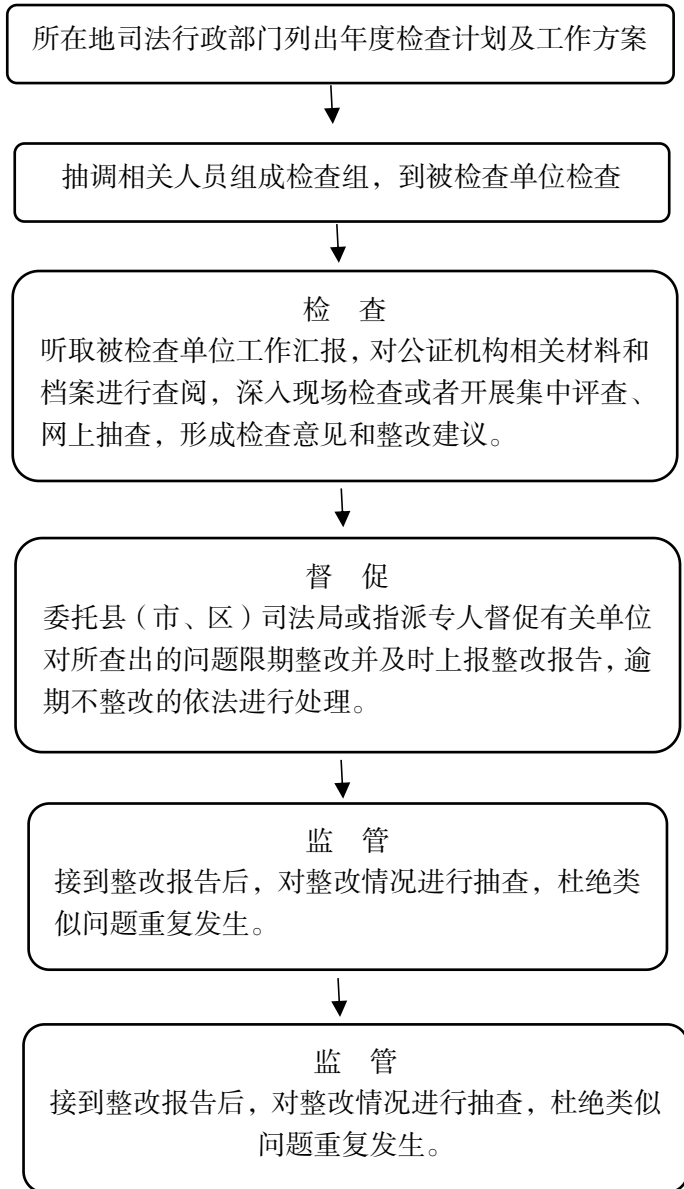 所在地司法行政部门列出年度检查计划及工作方案
抽调相关人员组成检查组，到被检查单位检查
检 查
听取被检查单位工作汇报，对公证机构相关材料和
档案进行查阅，深入现场检查或者开展集中评查、
网上抽查，形成检查意见和整改建议。
督 促
委托县（市、区）司法局或指派专人督促有关单位
对所查出的问题限期整改并及时上报整改报告，逾
期不整改的依法进行处理。
监 管
接到整改报告后，对整改情况进行抽查，杜绝类
似问题重复发生。
监 管
接到整改报告后，对整改情况进行抽查，杜绝类似
问题重复发生。